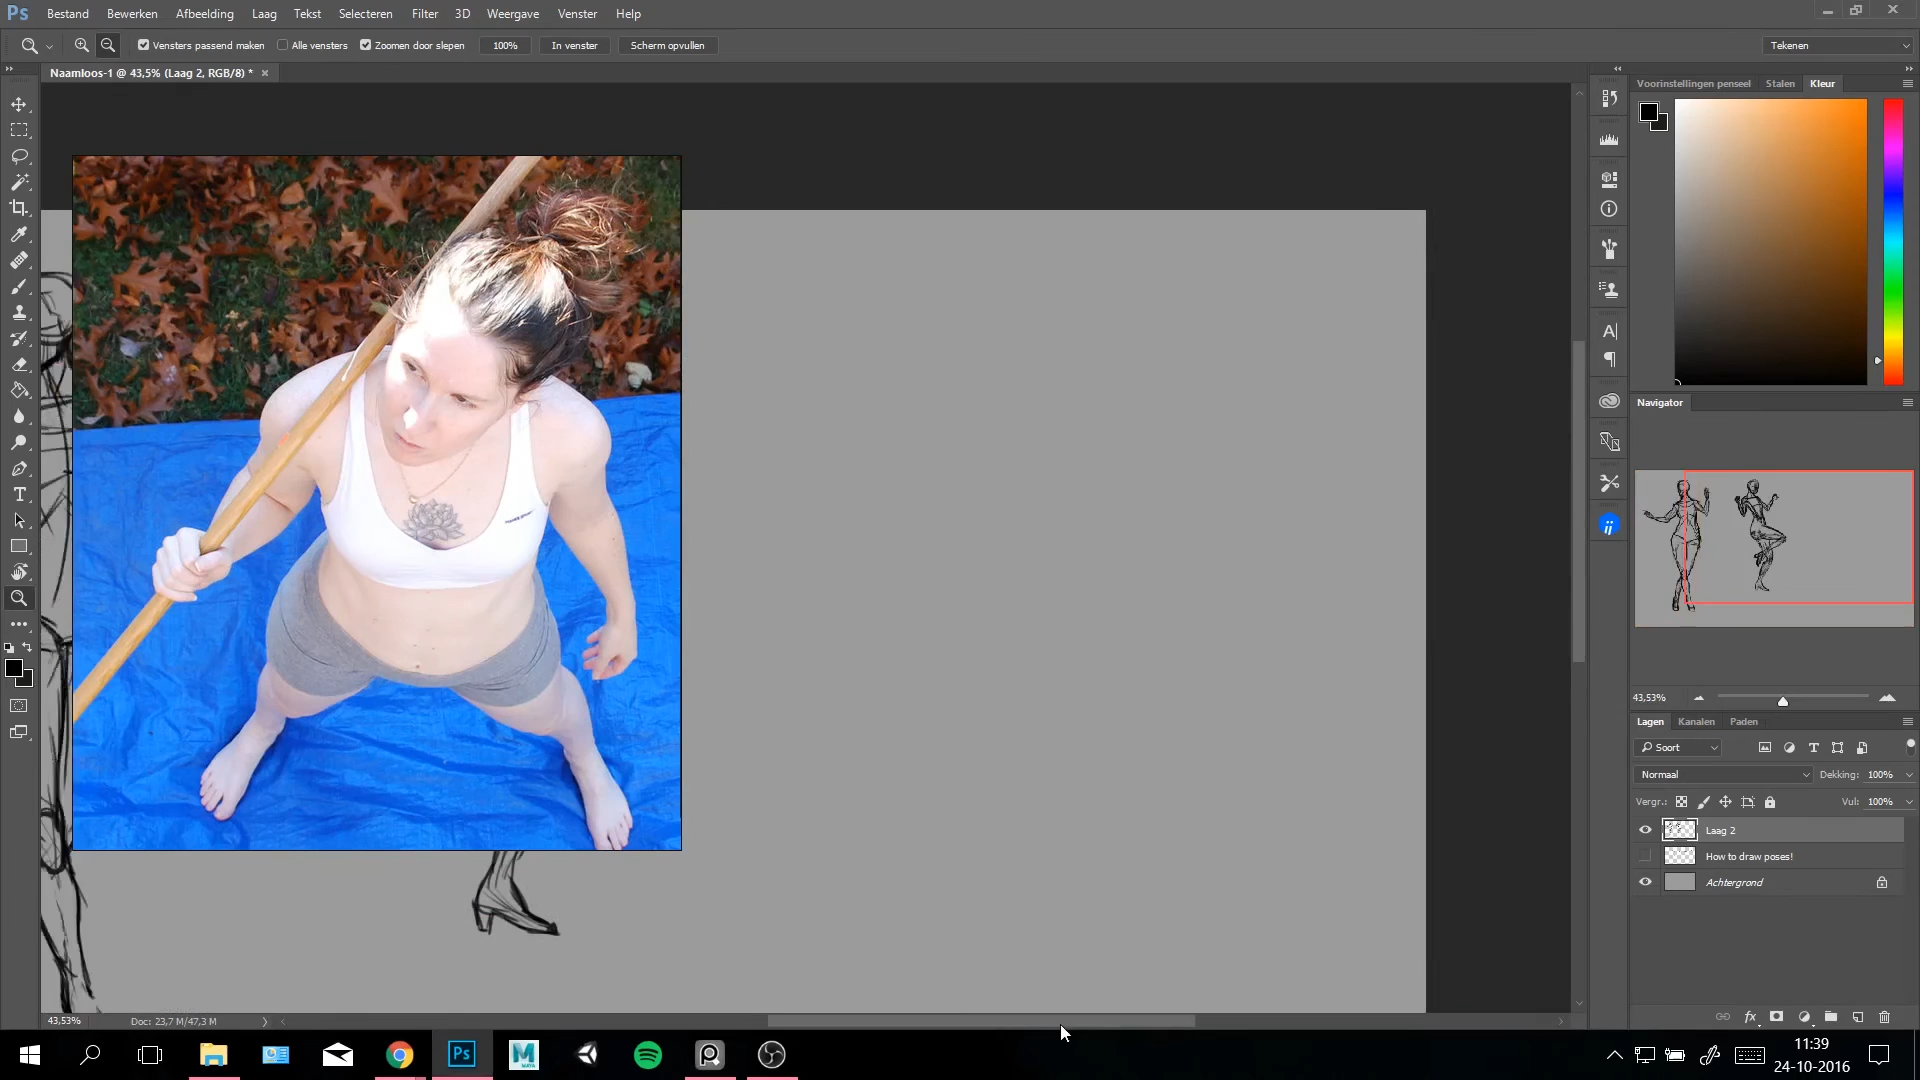 Ps Bestand Bewerken Afbeelding Laag Tekst Selecteren Filter 3D Weergave Venster Help
Vensters passend maken Alle vensters Zoomen door slepen 100% In venster Scherm opvullen Tekenen
Naamloos-1 @ 43,5% (Laag 2, RGB/8) *
Voorinstellingen penseel Stalen Kleur
Navigator
43,53%
Lagen Kanalen Paden
Soort
Normaal Dekking: 100%
Vergr.: Vul: 100%
Laag 2
How to draw poses!
Achtergrond
43,53% Doc: 23,7 M/47,3 M
Ps
11:39
24-10-2016